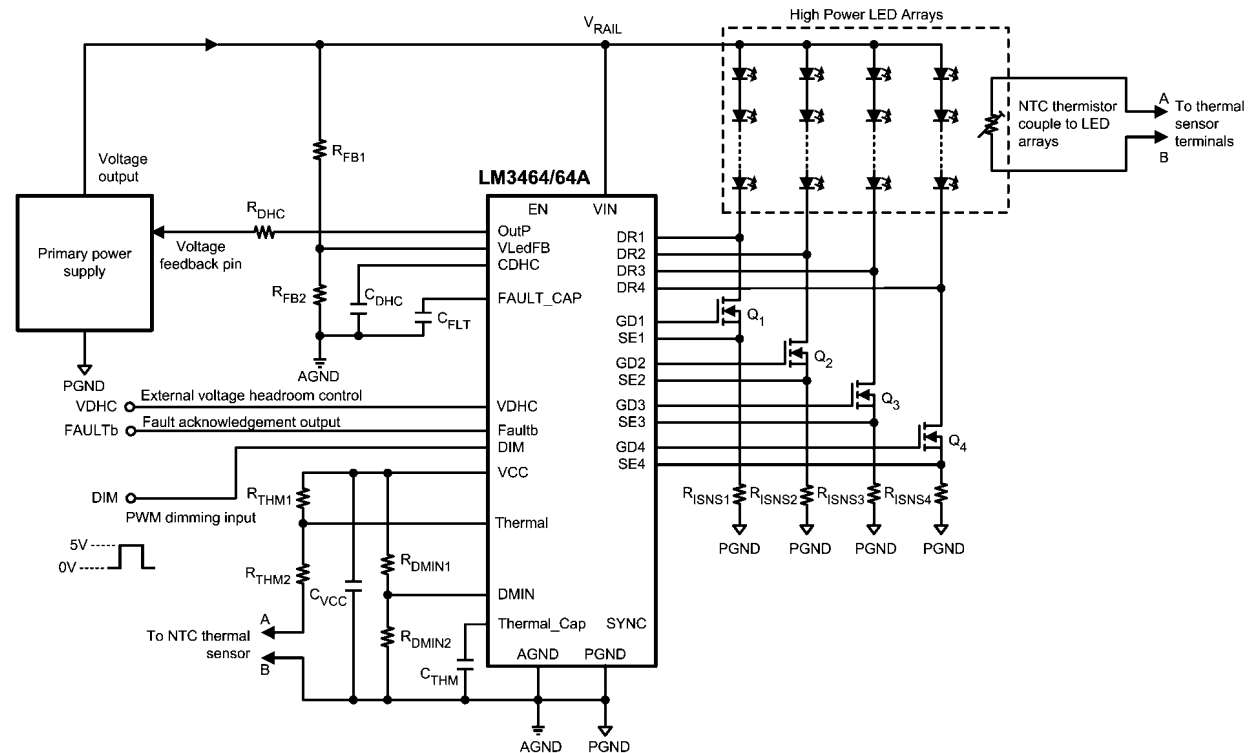 High Power LED Arrays
VRAIL
NTC thermistor
couple to LED
arrays
A
To thermal
sensor
terminals
B
Voltage
output
RFB1
LM3464/64A
EN
VIN
RDHC
OutP
VLedFB
CDHC
FAULT_CAP
Primary power
supply
Voltage
feedback pin
RFB2
CDHC
CFLT
AGND
PGND
DR1
DR2
DR3
DR4
GD1
SE1
GD2
SE2
GD3
SE3
GD4
SE4
Q1
Q2
Q3
Q4
VDHC
External voltage headroom control
VDHC
FAULTb
Fault acknowledgement output
Faultb
DIM
VCC
DIM
PWM dimming input
5V
0V
RTHM1
Thermal
RTHM2
CVCC
RDMIN1
DMIN
RDMIN2
RISNS1
RISNS2
RISNS3
RISNS4
PGND
PGND
PGND
PGND
A
To NTC thermal
sensor
B
Thermal_Cap
SYNC
CTHM
AGND
PGND
AGND
PGND